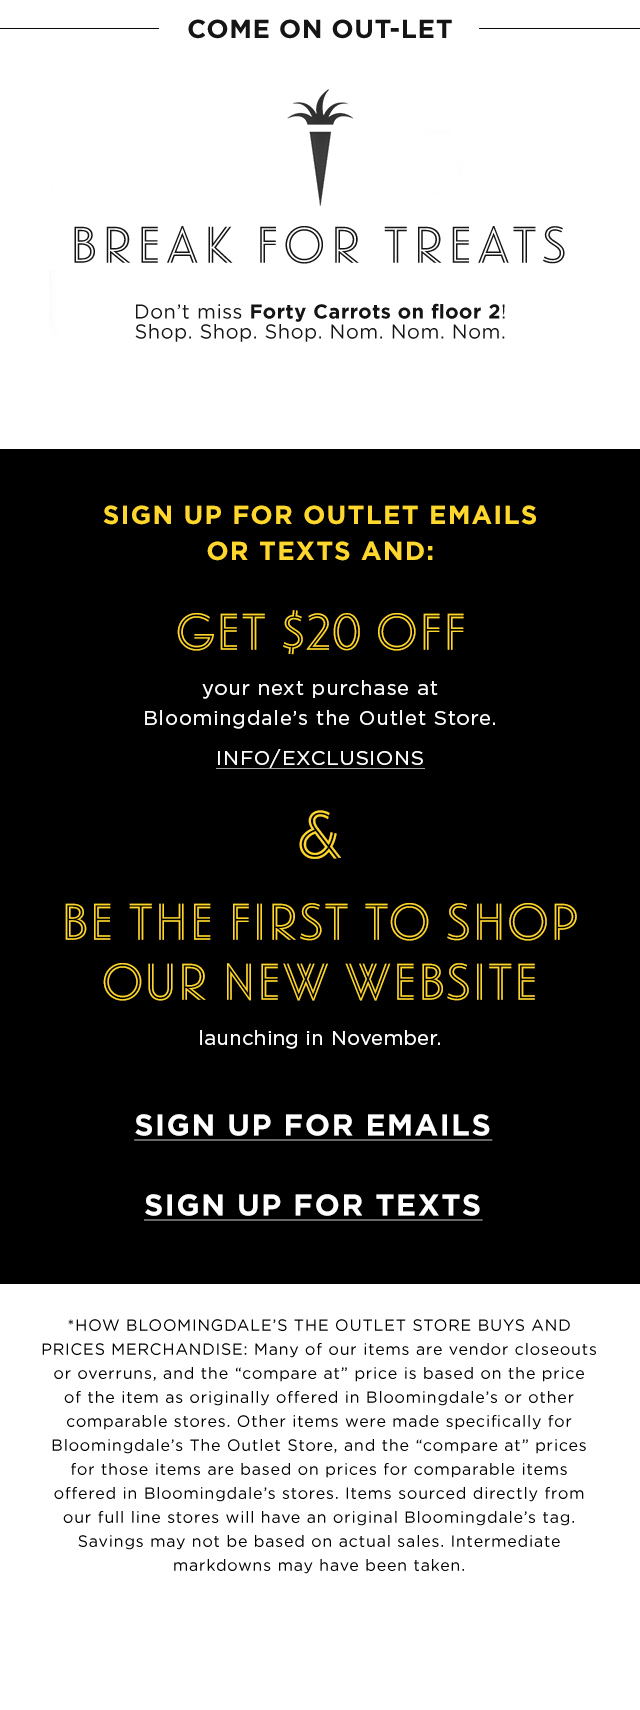 COME ON OUT-LET
BREAK FOR TREATS
Don’t miss Forty Carrots on floor 2!
Shop. Shop. Shop. Nom. Nom. Nom.
SIGN UP FOR OUTLET EMAILS
OR TEXTS AND:
GET $20 OFF
your next purchase at
Bloomingdale’s the Outlet Store.
INFO/EXCLUSIONS
&
BE THE FIRST TO SHOP
OUR NEW WEBSITE
launching in November.
SIGN UP FOR EMAILS
SIGN UP FOR TEXTS
*HOW BLOOMINGDALE’S THE OUTLET STORE BUYS AND
PRICES MERCHANDISE: Many of our items are vendor closeouts
or overruns, and the “compare at” price is based on the price
of the item as originally offered in Bloomingdale’s or other
comparable stores. Other items were made specifically for
Bloomingdale’s The Outlet Store, and the “compare at” prices
for those items are based on prices for comparable items
offered in Bloomingdale’s stores. Items sourced directly from
our full line stores will have an original Bloomingdale’s tag.
Savings may not be based on actual sales. Intermediate
markdowns may have been taken.